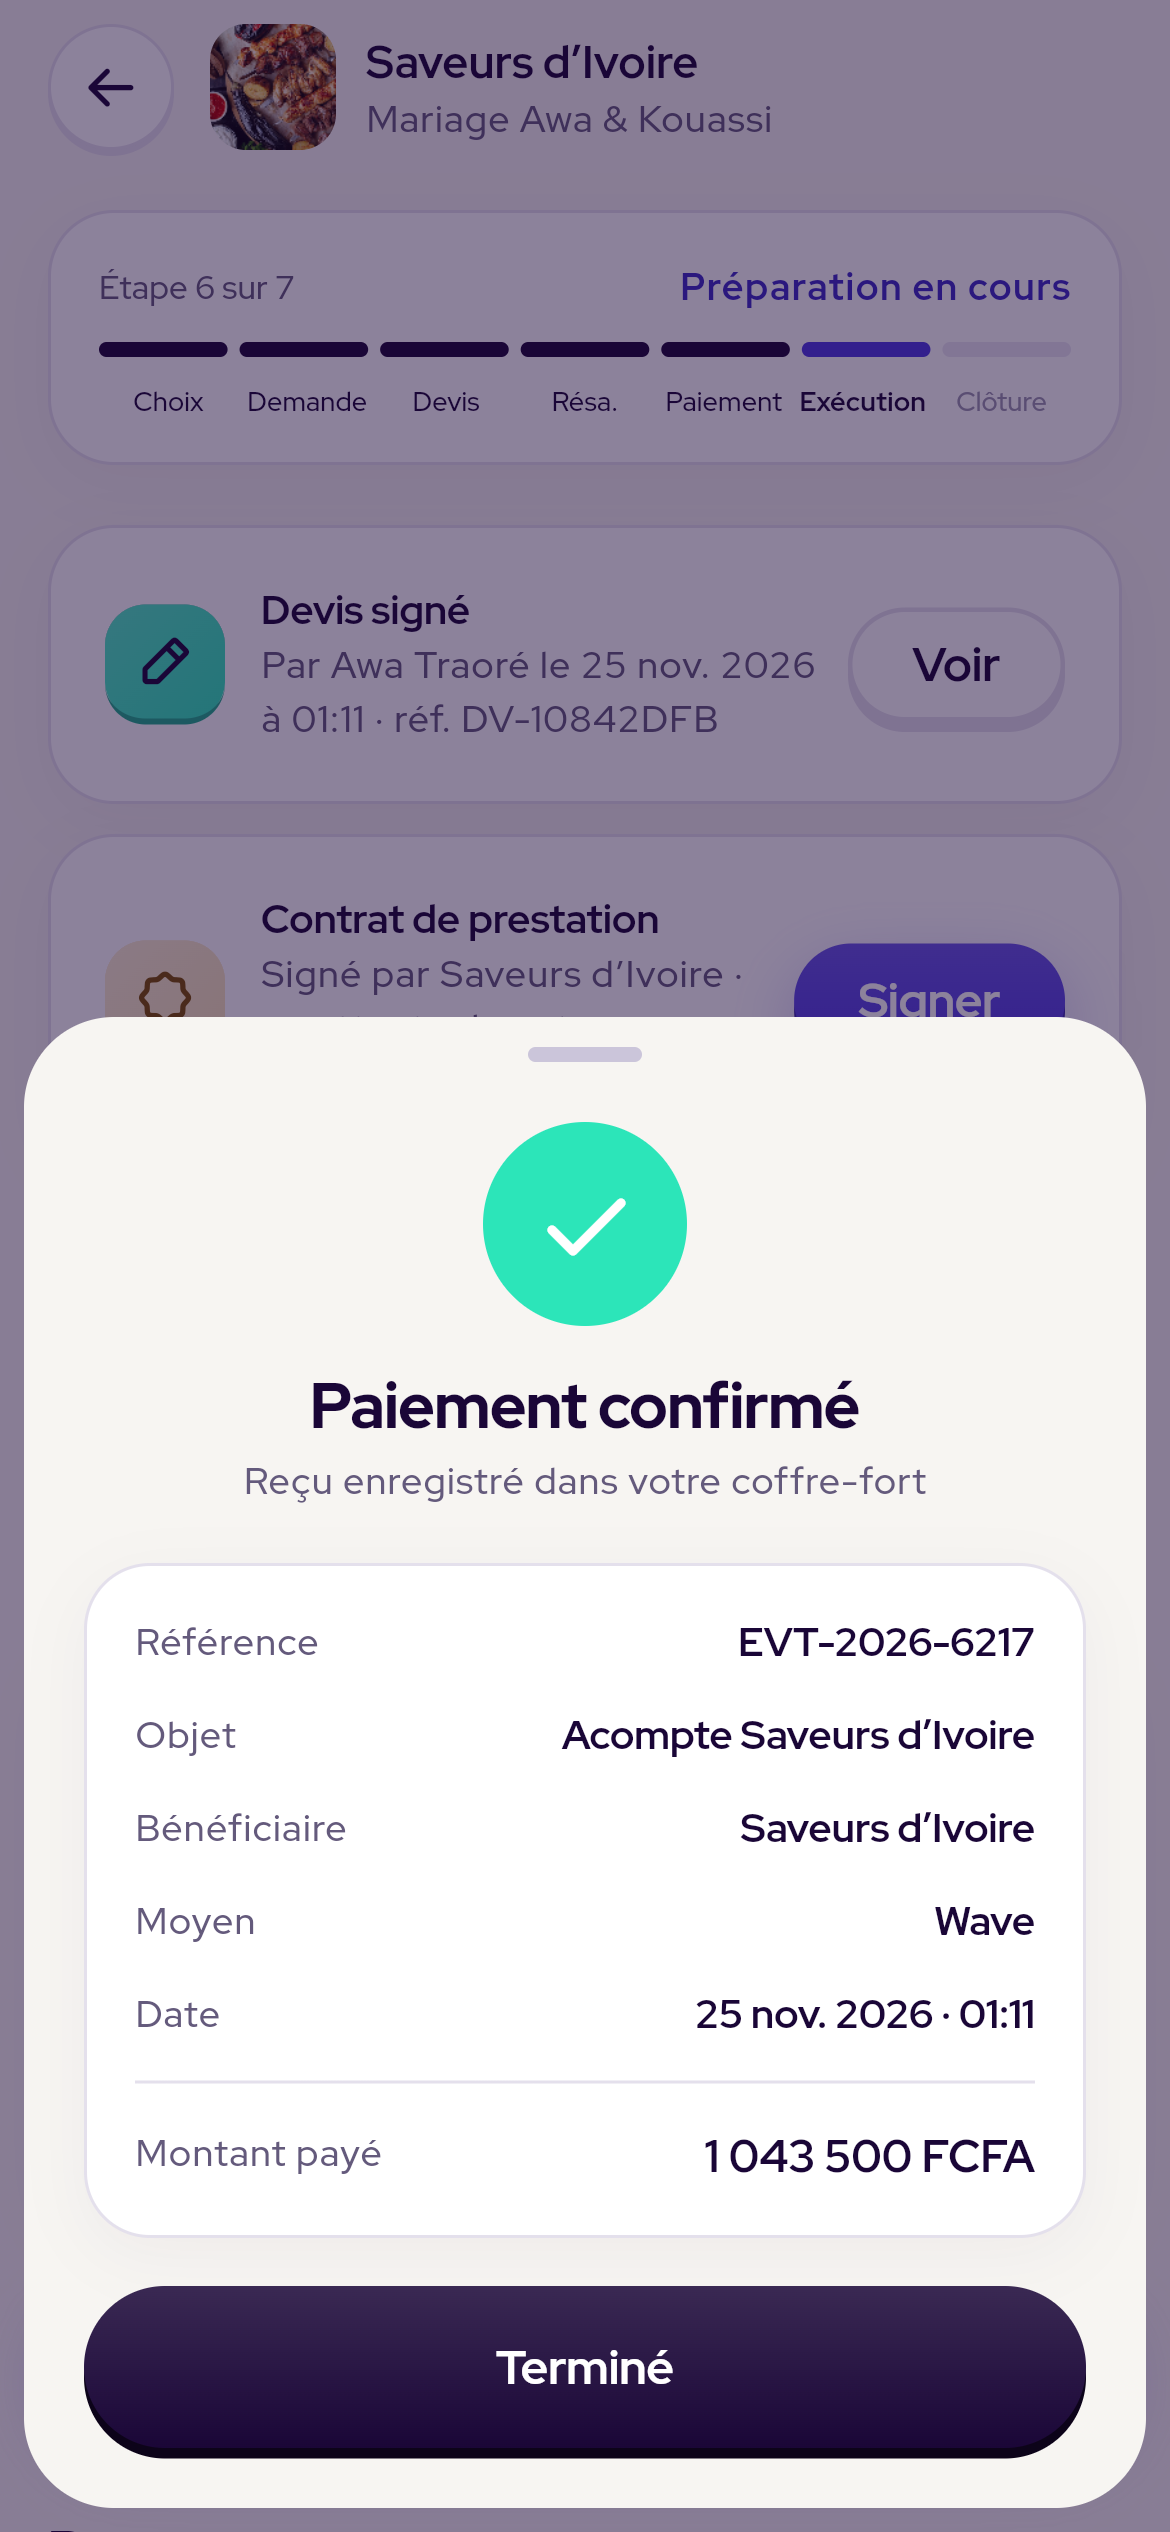 Saveurs d’Ivoire
Mariage Awa & Kouassi
Étape 6 sur 7
Préparation en cours
Choix
Demande
Devis
Résa.
Paiement
Exécution
Clôture
Devis signé
Par Awa Traoré le 25 nov. 2026
à 01:11 · réf. DV-10842DFB
Voir
Contrat de prestation
Signé par Saveurs d’Ivoire ·
Signer
Paiement confirmé
Reçu enregistré dans votre coffre-fort
Référence
EVT-2026-6217
Objet
Acompte Saveurs d’Ivoire
Bénéficiaire
Saveurs d’Ivoire
Moyen
Wave
Date
25 nov. 2026 · 01:11
Montant payé
1 043 500 FCFA
Terminé